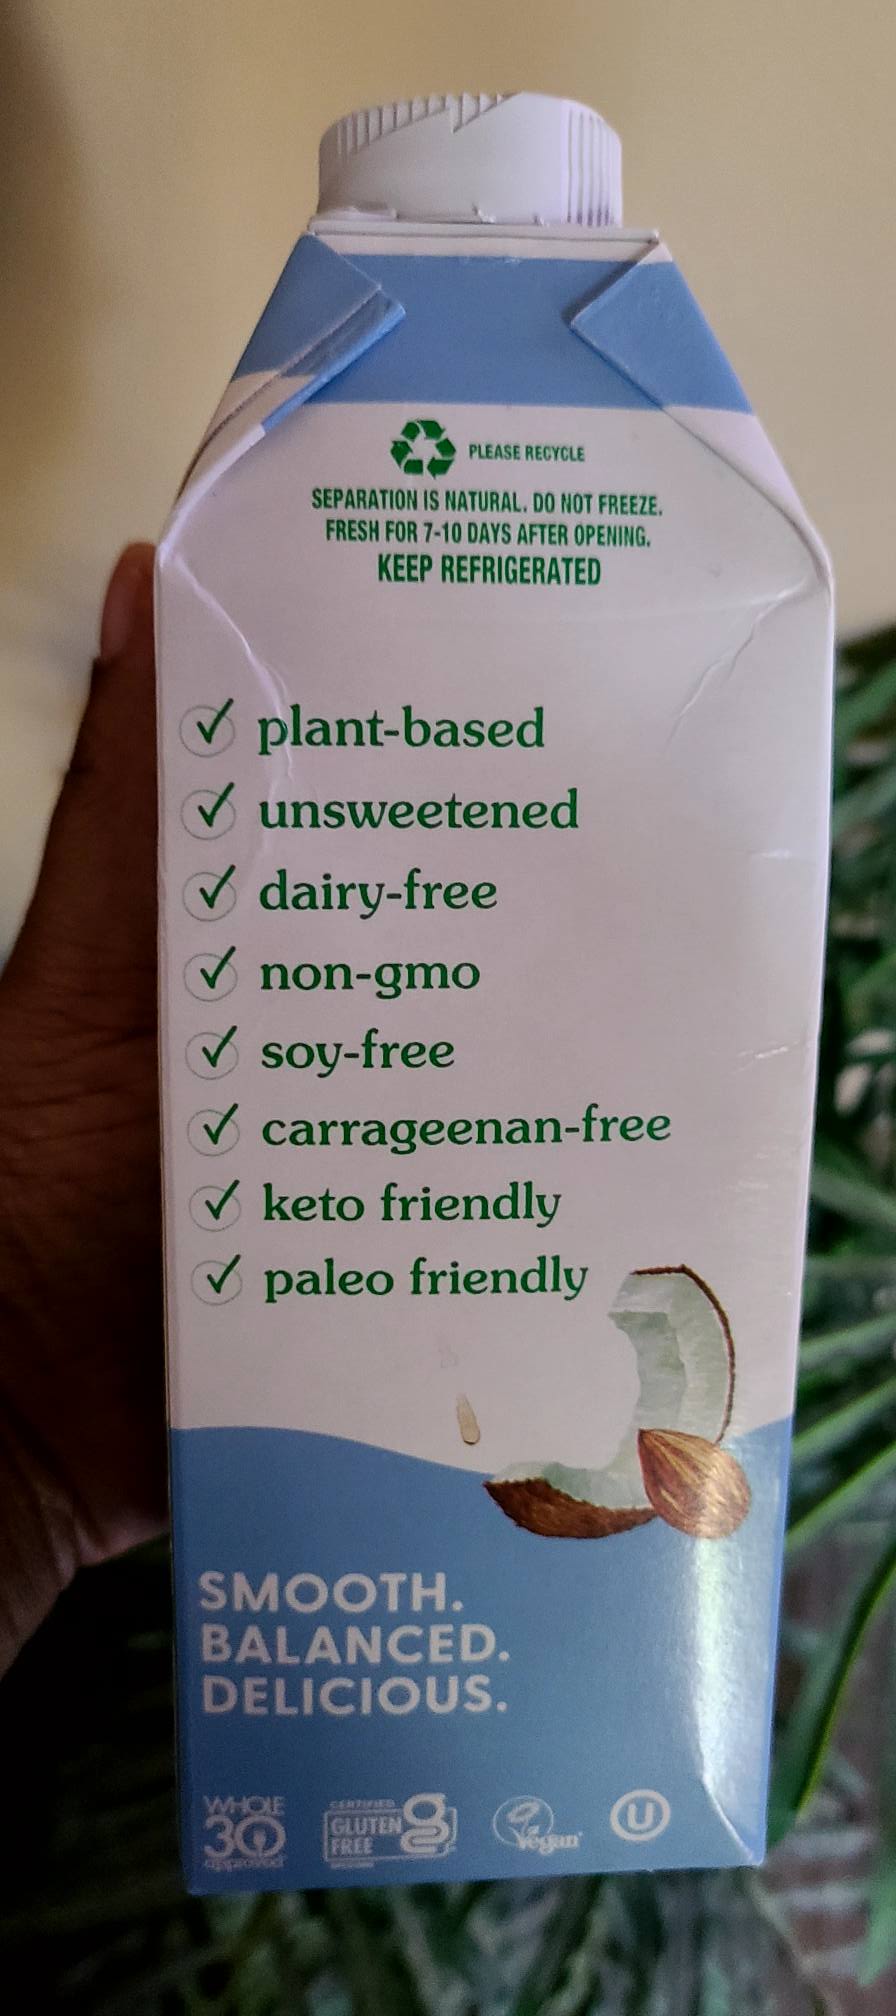 PLEASE RECYCLE
SEPARATION IS NATURAL. DO NOT FREEZE.
FRESH FOR 7-10 DAYS AFTER OPENING.
KEEP REFRIGERATED
plant-based
unsweetened
dairy-free
non-gmo
soy-free
carrageenan-free
keto friendly
paleo friendly
SMOOTH.
BALANCED.
DELICIOUS.
WHOLE
30
approved
CERTIFIED
GLUTEN
FREE
vegan
U